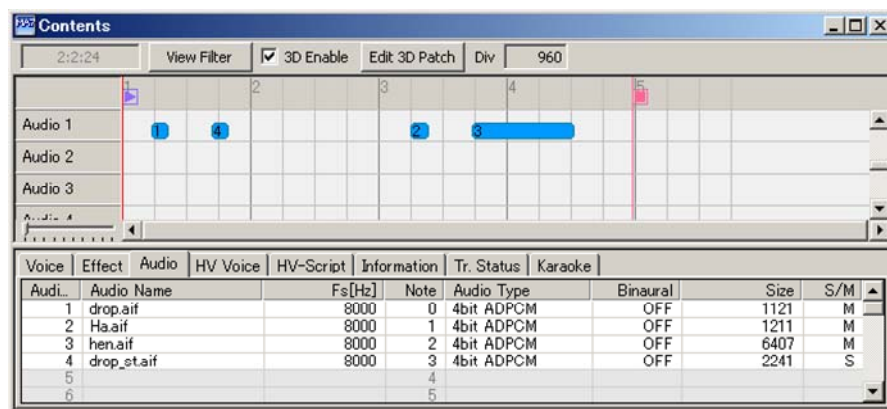 Contents
2:2:24 View Filter 3D Enable Edit 3D Patch Div 960
1 2 3 4 5
Audio 1 1 4 2 3
Audio 2
Audio 3
Audio 4
Voice Effect Audio HV Voice HV-Script Information Tr. Status Karaoke
Audi... Audio Name Fs[Hz] Note Audio Type Binaural Size S/M
1 drop.aif 8000 0 4bit ADPCM OFF 1121 M
2 Ha.aif 8000 1 4bit ADPCM OFF 1211 M
3 hen.aif 8000 2 4bit ADPCM OFF 6407 M
4 drop_st.aif 8000 3 4bit ADPCM OFF 2241 S
5 4
6 5